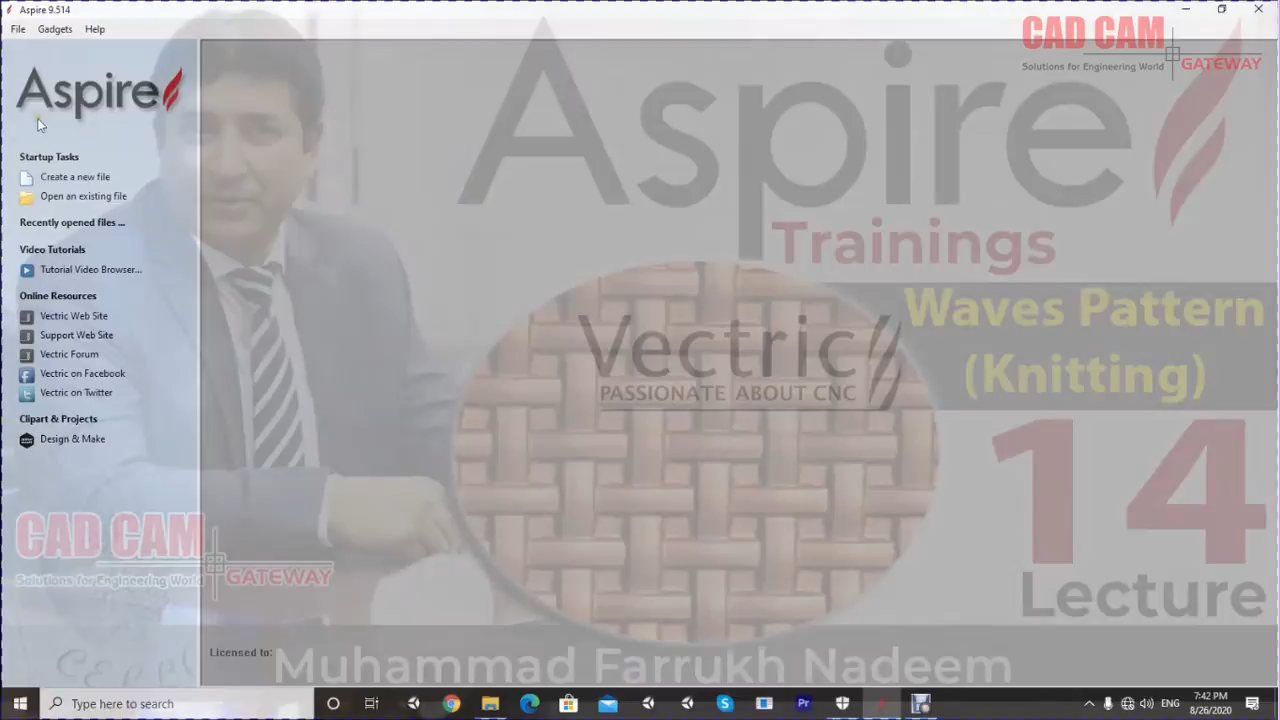 Aspire 9.514
File Gadgets Help
Aspire
Startup Tasks
Create a new file
Open an existing file
Recently opened files ...
Video Tutorials
Tutorial Video Browser...
Online Resources
Vectric Web Site
Support Web Site
Vectric Forum
Vectric on Facebook
Vectric on Twitter
Clipart & Projects
Design & Make
CAD CAM
Solutions for Engineering World
GATEWAY
Aspire
Trainings
CAD CAM
Solutions for Engineering World
GATEWAY
Vectric
PASSIONATE ABOUT CNC
Waves Pattern
(Knitting)
14
Lecture
Licensed to:
Muhammad Farrukh Nadeem
Type here to search
Pr
ENG
7:42 PM
8/26/2020